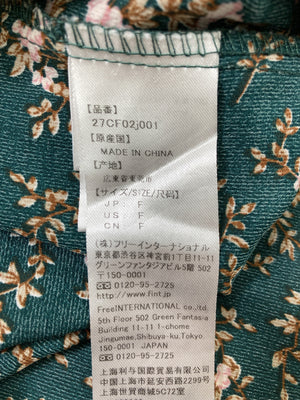 【品番】
27CF02j001
【原産国】
MADE IN CHINA
【产地】
広東省東莞市
【サイズ/SIZE/尺码】
JP : F
US : F
CN : F
(株)フリーインターナショナル
東京都渋谷区神宮前1丁目11-11
グリーンファンタジアビル5階 502
〒150-0001
0120-95-2725
http://www.fint.jp
FreeINTERNATIONAL co./ltd.
5th Floor 502 Green Fantas-a
Building 11-11 1-chome
Jingumae,Shibuya-ku.Tokyo
JAPAN 〒150-0001
0120-95-2725
上海利与国際貿易有限公司
上海市中山西路2299号
上海世貿商城5C72室